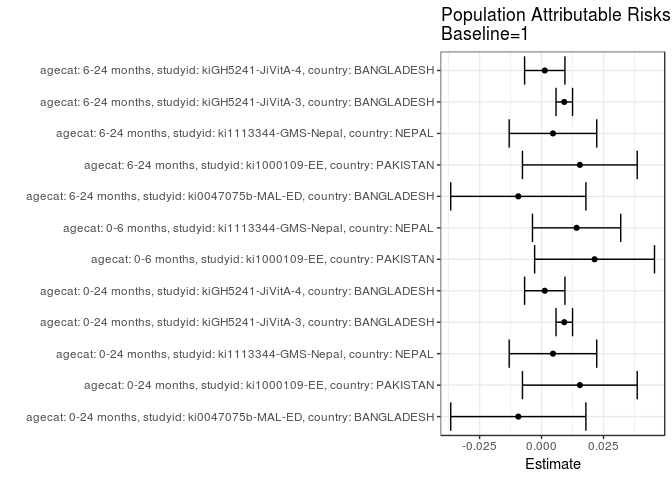 Population Attributable Risks
Baseline=1
agecat: 6-24 months, studyid: kiGH5241-JiVitA-4, country: BANGLADESH
agecat: 6-24 months, studyid: kiGH5241-JiVitA-3, country: BANGLADESH
agecat: 6-24 months, studyid: ki1113344-GMS-Nepal, country: NEPAL
agecat: 6-24 months, studyid: ki1000109-EE, country: PAKISTAN
agecat: 6-24 months, studyid: ki0047075b-MAL-ED, country: BANGLADESH
agecat: 0-6 months, studyid: ki1113344-GMS-Nepal, country: NEPAL
agecat: 0-6 months, studyid: ki1000109-EE, country: PAKISTAN
agecat: 0-24 months, studyid: kiGH5241-JiVitA-4, country: BANGLADESH
agecat: 0-24 months, studyid: kiGH5241-JiVitA-3, country: BANGLADESH
agecat: 0-24 months, studyid: ki1113344-GMS-Nepal, country: NEPAL
agecat: 0-24 months, studyid: ki1000109-EE, country: PAKISTAN
agecat: 0-24 months, studyid: ki0047075b-MAL-ED, country: BANGLADESH
-0.025 0.000 0.025
Estimate